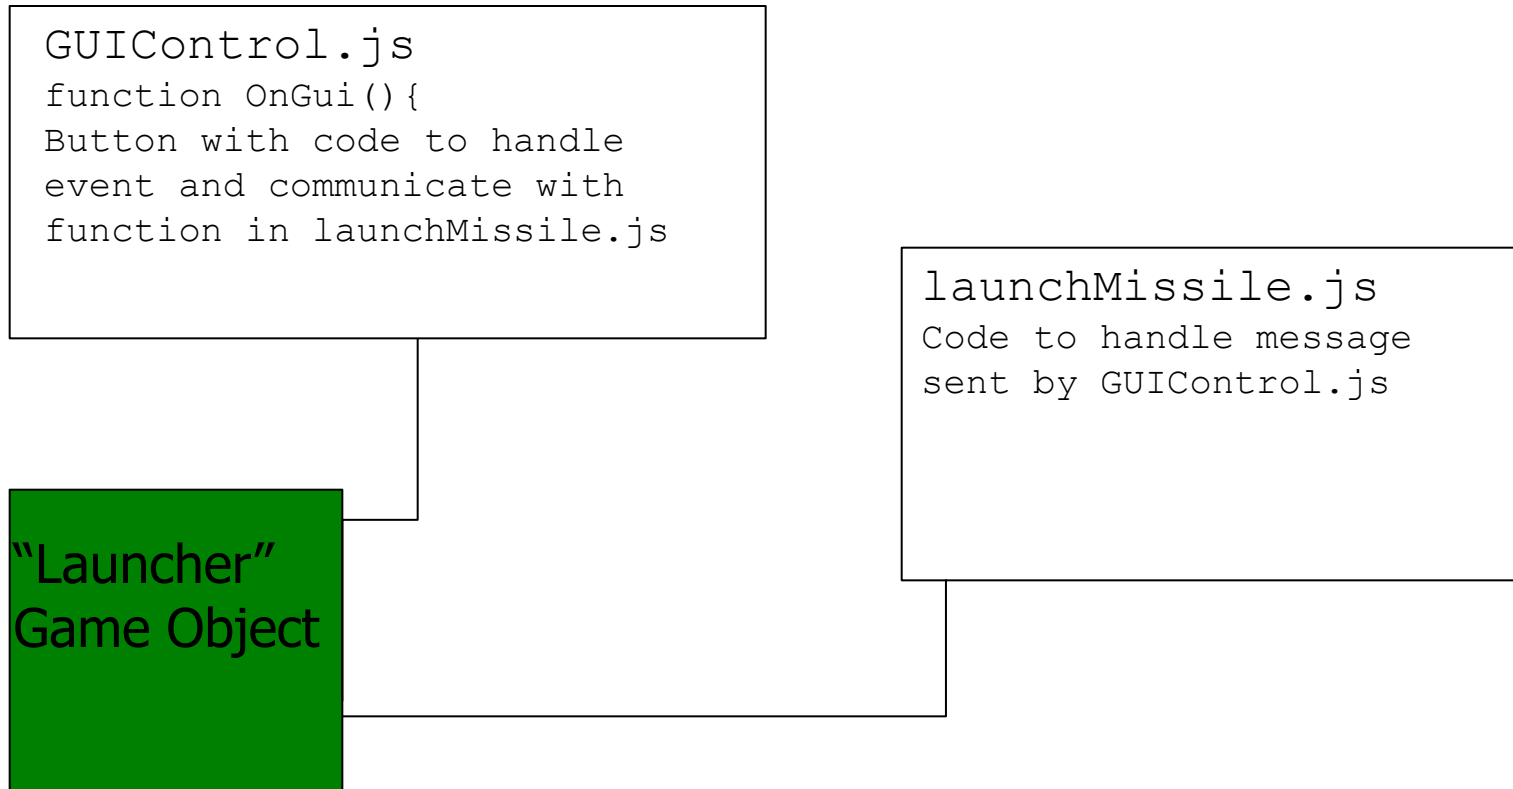 GUIControl.js
function OnGui(){
Button with code to handle
event and communicate with
function in launchMissile.js
launchMissile.js
Code to handle message
sent by GUIControl.js
“Launcher”
Game Object